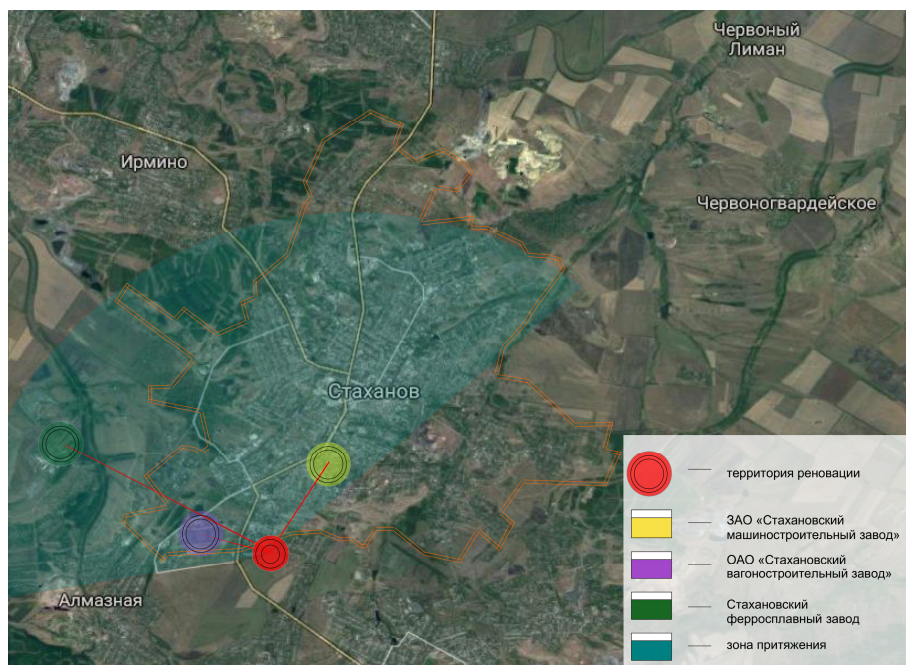 Червоный
Лиман
Ирмино
Червоногвардейское
Стаханов
Алмазная
территория реновации
ЗАО «Стахановский
машиностроительный завод»
ОАО «Стахановский
вагоностроительный завод»
Стахановский
ферросплавный завод
зона притяжения